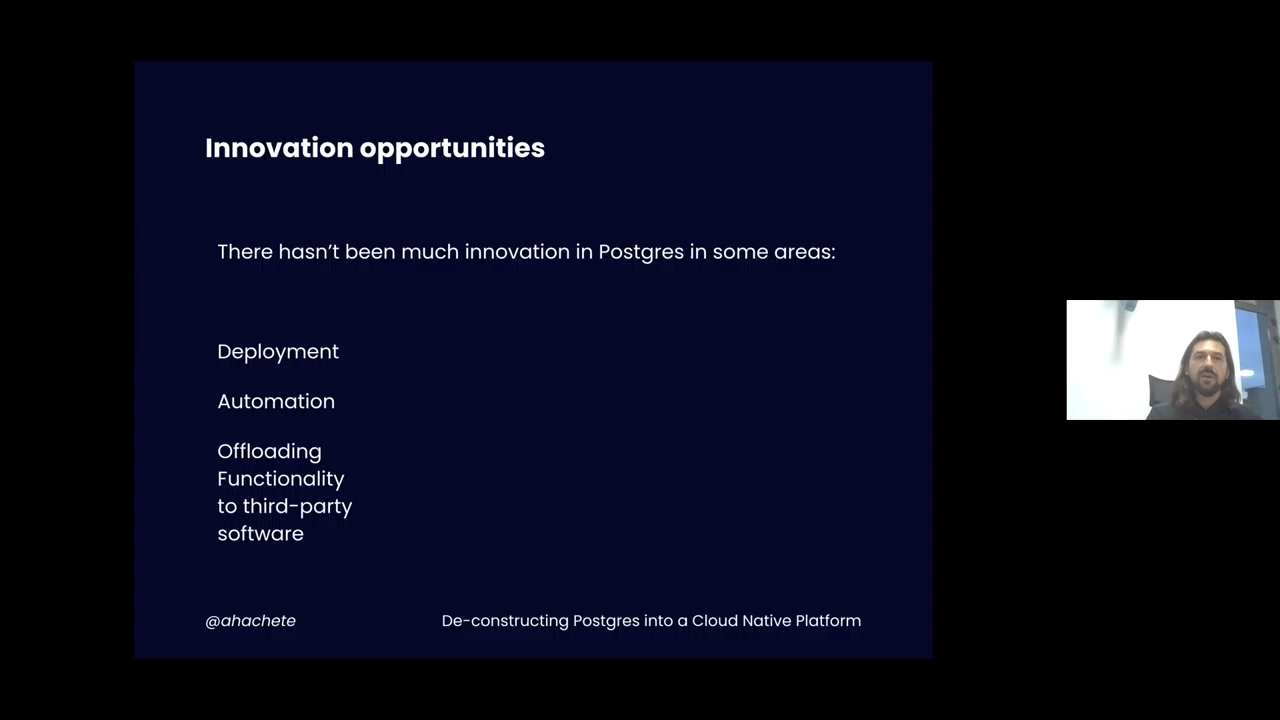 Innovation opportunities
There hasn’t been much innovation in Postgres in some areas:
Deployment
Automation
Offloading
Functionality
to third-party
software
@ahachete
De-constructing Postgres into a Cloud Native Platform